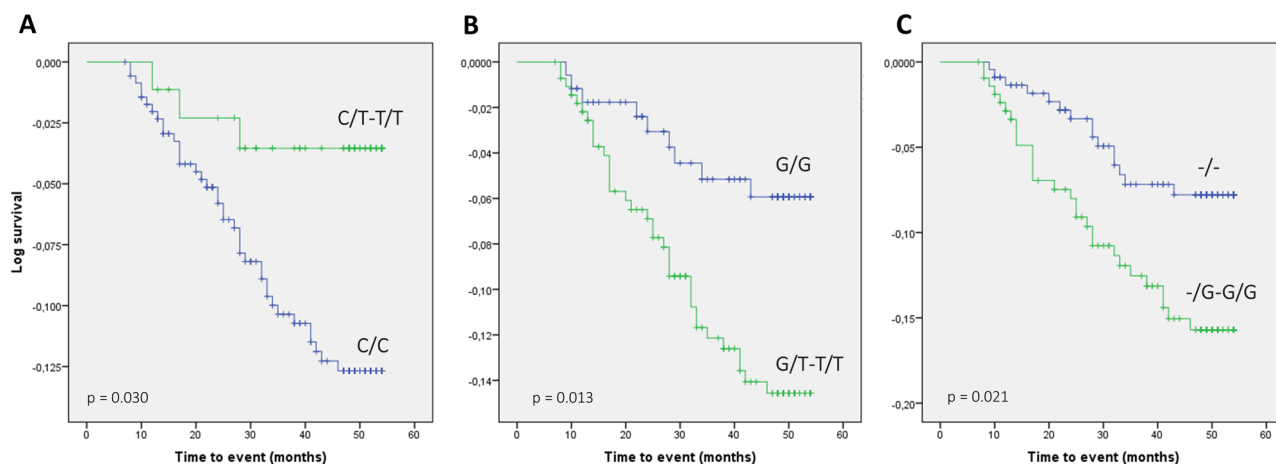 A
B
C
Log survival
0,000
-0,025
-0,050
-0,075
-0,100
-0,125
C/T-T/T
C/C
p = 0.030
0 10 20 30 40 50 60
Time to event (months)
0,0000
-0,02
-0,04
-0,06
-0,08
-0,10
-0,12
-0,14
G/G
G/T-T/T
p = 0.013
0 10 20 30 40 50 60
Time to event (months)
0,0000
-0,05
-0,10
-0,15
-0,20
-/-
-/G-G/G
p = 0.021
0 10 20 30 40 50 60
Time to event (months)